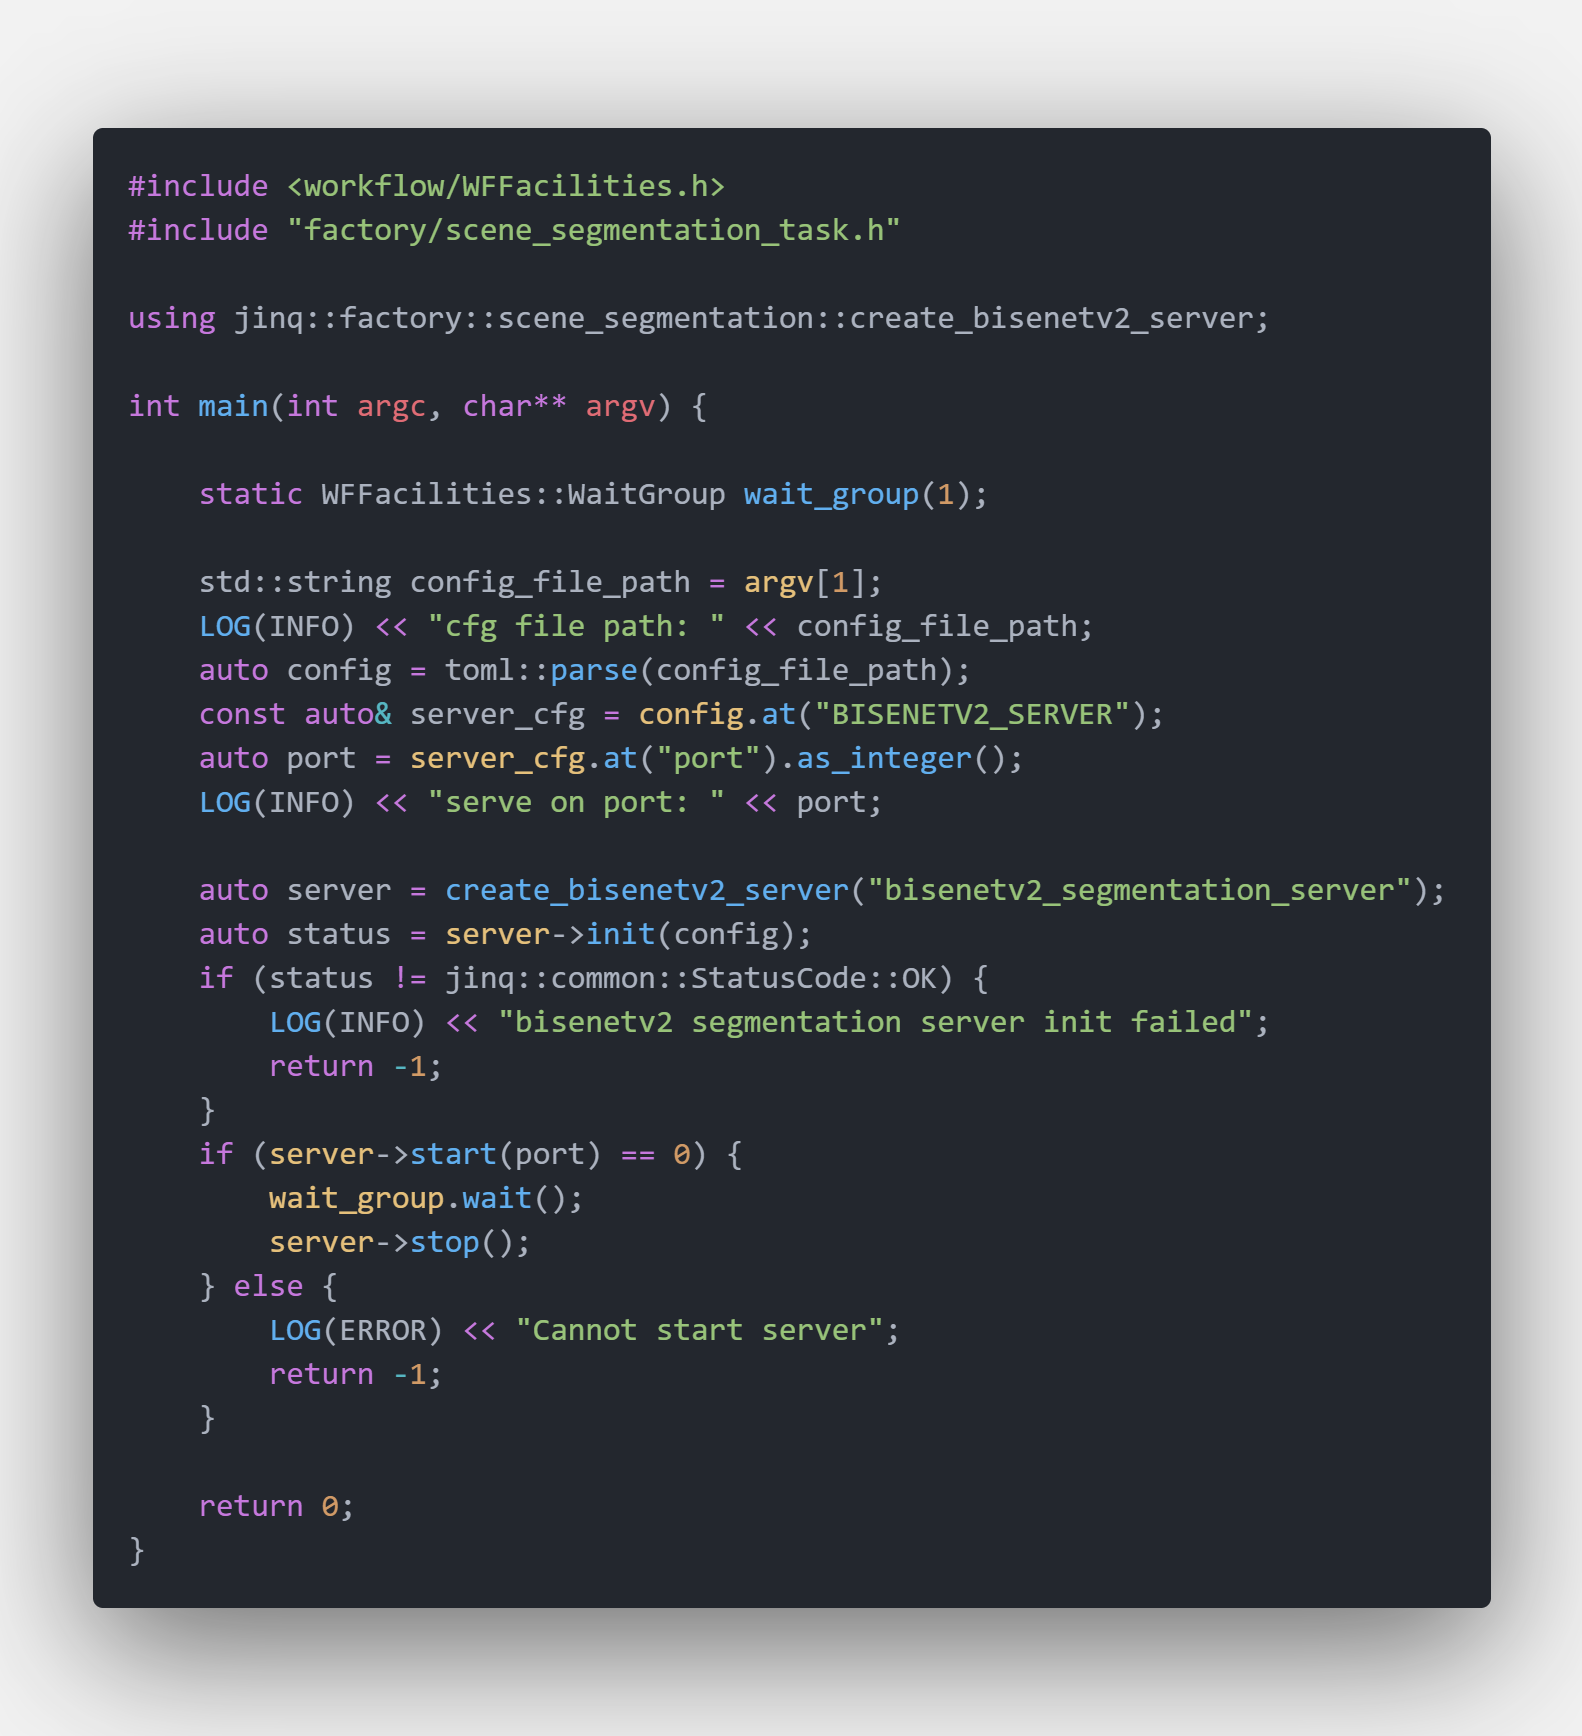 #include <workflow/WFFacilities.h>
#include "factory/scene_segmentation_task.h"

using jinq::factory::scene_segmentation::create_bisenetv2_server;

int main(int argc, char** argv) {

    static WFFacilities::WaitGroup wait_group(1);

    std::string config_file_path = argv[1];
    LOG(INFO) << "cfg file path: " << config_file_path;
    auto config = toml::parse(config_file_path);
    const auto& server_cfg = config.at("BISENETV2_SERVER");
    auto port = server_cfg.at("port").as_integer();
    LOG(INFO) << "serve on port: " << port;

    auto server = create_bisenetv2_server("bisenetv2_segmentation_server");
    auto status = server->init(config);
    if (status != jinq::common::StatusCode::OK) {
        LOG(INFO) << "bisenetv2 segmentation server init failed";
        return -1;
    }
    if (server->start(port) == 0) {
        wait_group.wait();
        server->stop();
    } else {
        LOG(ERROR) << "Cannot start server";
        return -1;
    }

    return 0;
}